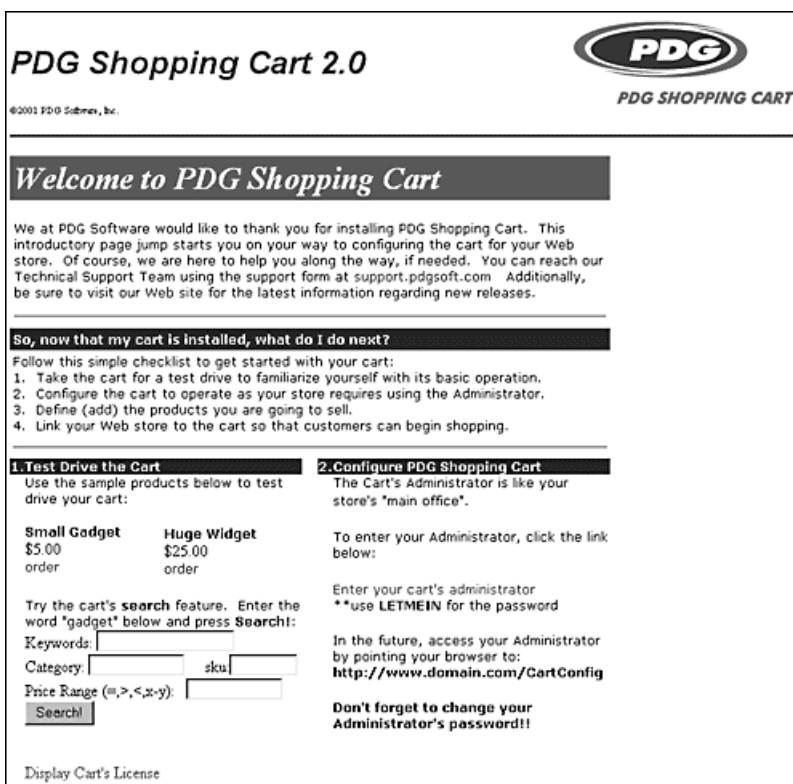 PDG Shopping Cart 2.0
PDG
PDG SHOPPING CART
©2001 PDG Software, Inc.
Welcome to PDG Shopping Cart
We at PDG Software would like to thank you for installing PDG Shopping Cart. This
introductory page jump starts you on your way to configuring the cart for your Web
store. Of course, we are here to help you along the way, if needed. You can reach our
Technical Support Team using the support form at support.pdgsoft.com Additionally,
be sure to visit our Web site for the latest information regarding new releases.
So, now that my cart is installed, what do I do next?
Follow this simple checklist to get started with your cart:
1. Take the cart for a test drive to familiarize yourself with its basic operation.
2. Configure the cart to operate as your store requires using the Administrator.
3. Define (add) the products you are going to sell.
4. Link your Web store to the cart so that customers can begin shopping.
1.Test Drive the Cart
Use the sample products below to test
drive your cart:
Small Gadget Huge Widget
$5.00 $25.00
order order
Try the cart's search feature. Enter the
word "gadget" below and press Search!:
Keywords:
Category: sku:
Price Range (=,>,<,x-y):
Search!
Display Cart's License
2.Configure PDG Shopping Cart
The Cart's Administrator is like your
store's "main office".
To enter your Administrator, click the link
below:
Enter your cart's administrator
**use LETMEIN for the password
In the future, access your Administrator
by pointing your browser to:
http://www.domain.com/CartConfig
Don't forget to change your
Administrator's password!!